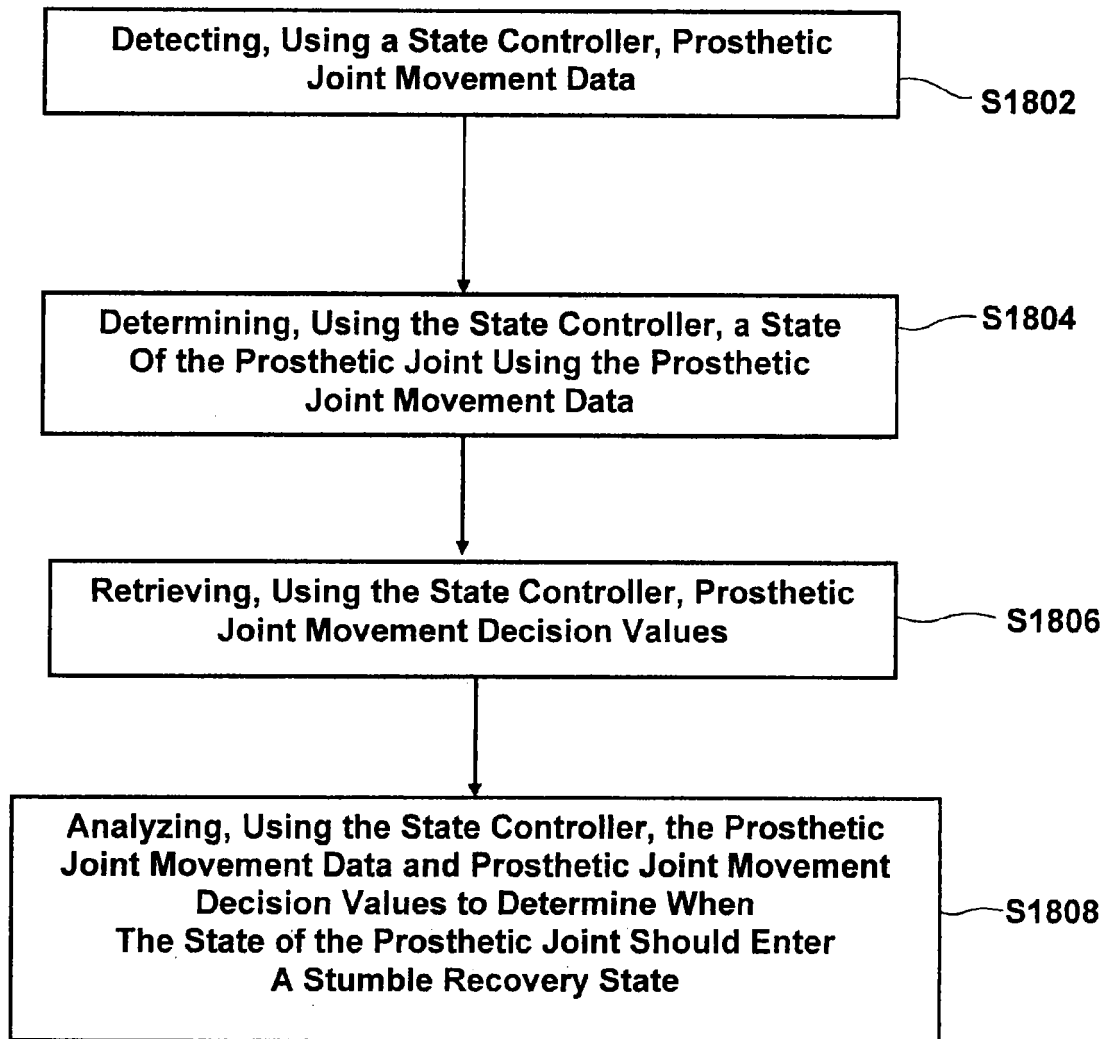 Detecting, Using a State Controller, Prosthetic
Joint Movement Data
S1802
Determining, Using the State Controller, a State
Of the Prosthetic Joint Using the Prosthetic
Joint Movement Data
S1804
Retrieving, Using the State Controller, Prosthetic
Joint Movement Decision Values
S1806
Analyzing, Using the State Controller, the Prosthetic
Joint Movement Data and Prosthetic Joint Movement
Decision Values to Determine When
The State of the Prosthetic Joint Should Enter
A Stumble Recovery State
S1808